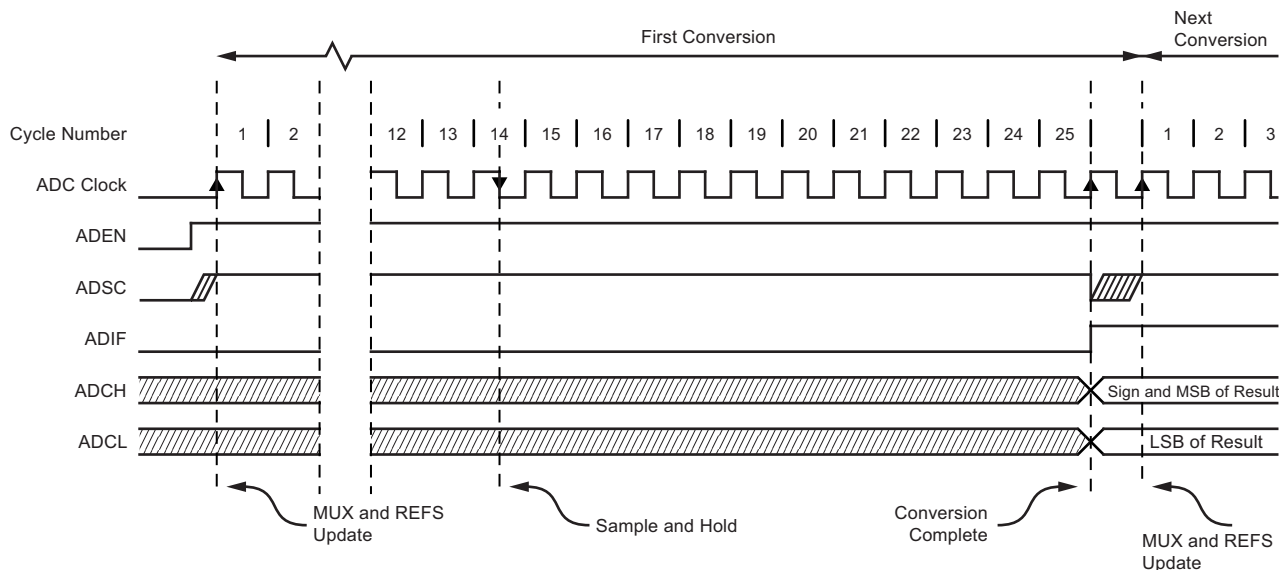 First Conversion
Next
Conversion
Cycle Number 1 2 12 13 14 15 16 17 18 19 20 21 22 23 24 25 1 2 3
ADC Clock
ADEN
ADSC
ADIF
ADCH Sign and MSB of Result
ADCL LSB of Result
MUX and REFS
Update
Sample and Hold
Conversion
Complete
MUX and REFS
Update